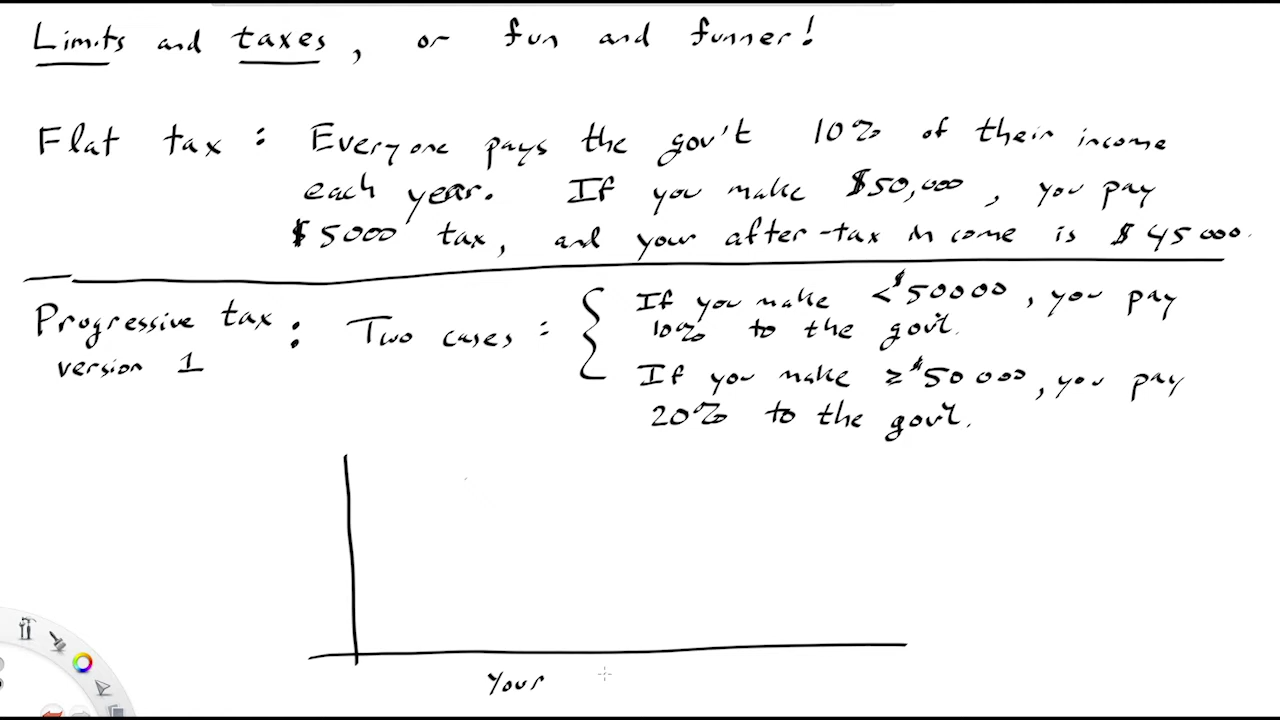 Limits and taxes, or fun and funner!
Flat tax: Everyone pays the gov't 10% of their income
each year. If you make $50,000, you pay
$5000 tax, and your after-tax income is $45000.
Progressive tax: Two cases: If you make <$50000, you pay
version 1
10% to the gov't.
If you make ≥$50000, you pay
20% to the gov't.
Your